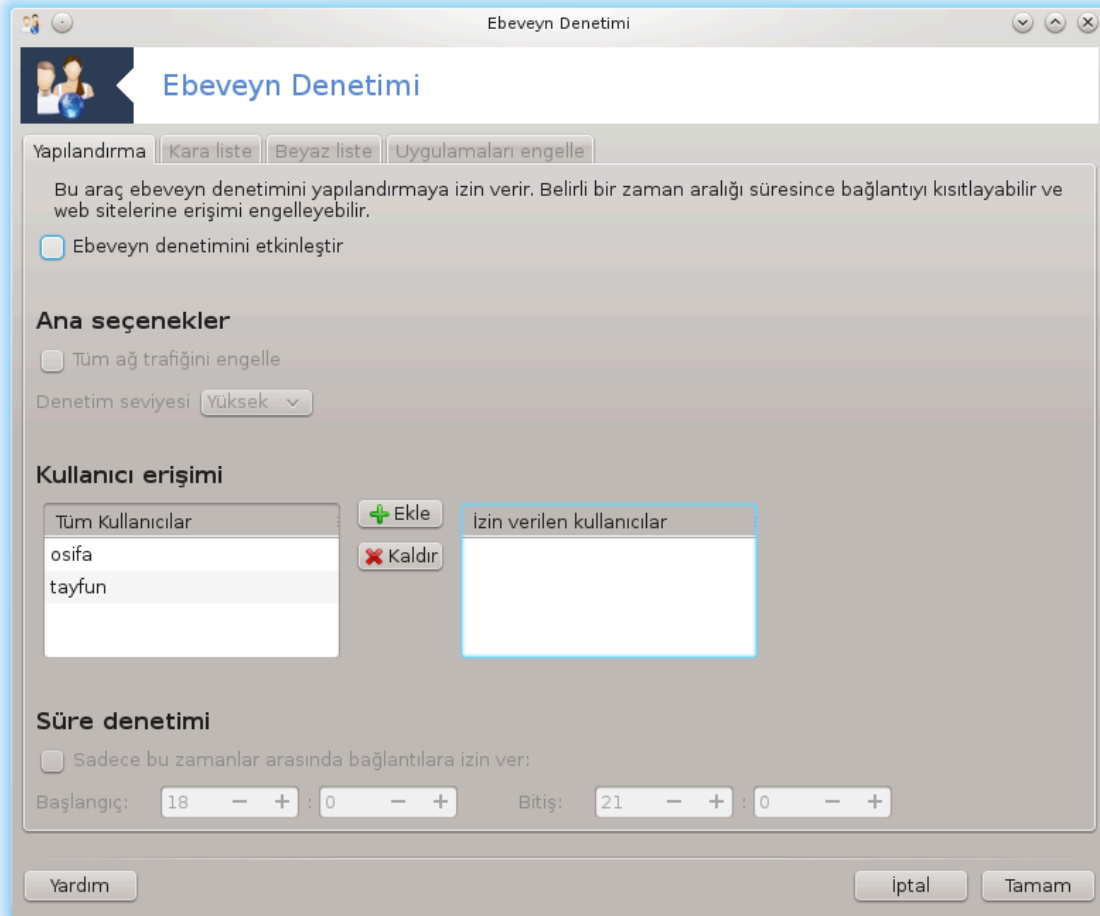 Ebeveyn Denetimi
Ebeveyn Denetimi
Yapılandırma Kara liste Beyaz liste Uygulamaları engelle
Bu araç ebeveyn denetimini yapılandırmaya izin verir. Belirli bir zaman aralığı süresince bağlantıyı kısıtlayabilir ve
web sitelerine erişimi engelleyebilir.
Ebeveyn denetimini etkinleştir
Ana seçenekler
Tüm ağ trafiğini engelle
Denetim seviyesi Yüksek
Kullanıcı erişimi
Tüm Kullanıcılar
osifa
tayfun
Ekle
Kaldır
İzin verilen kullanıcılar
Süre denetimi
Sadece bu zamanlar arasında bağlantılara izin ver:
Başlangıç: 18 − + : 0 − + Bitiş: 21 − + : 0 − +
Yardım İptal Tamam